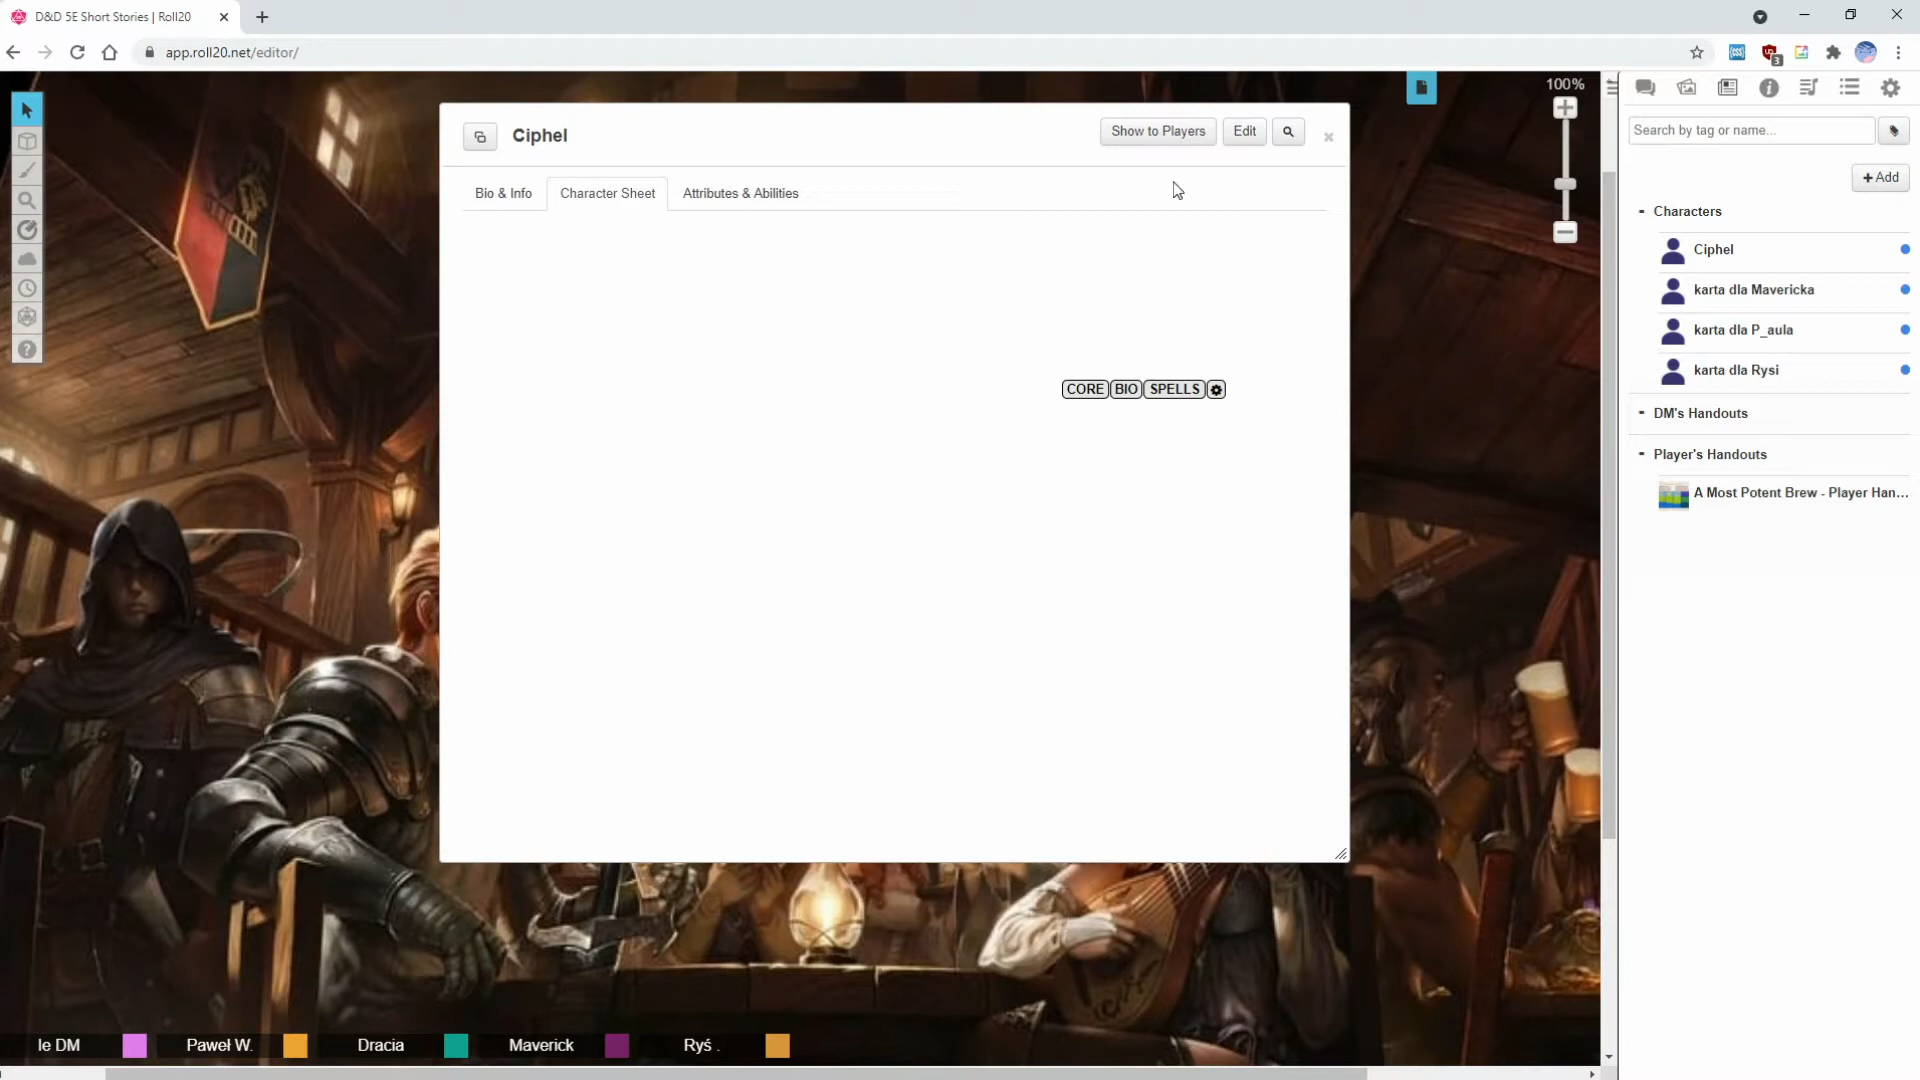 D&D 5E Short Stories | Roll20
app.roll20.net/editor/
3
100%
Ciphel
Show to Players
Edit
Bio & Info
Character Sheet
Attributes & Abilities
CORE
BIO
SPELLS
Search by tag or name...
+ Add
Characters
Ciphel
karta dla Mavericka
karta dla P_aula
karta dla Rysi
DM's Handouts
Player's Handouts
A Most Potent Brew - Player Han...
le DM
Paweł W.
Dracia
Maverick
Ryś .